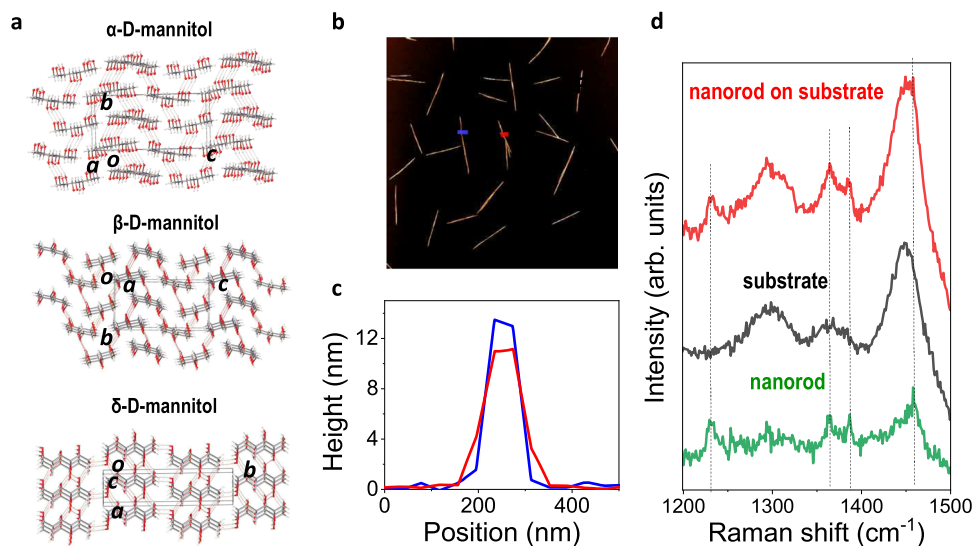 a
α-D-mannitol
b
a
o
c
β-D-mannitol
o
a
c
b
δ-D-mannitol
o
c
b
a
b
c
Height (nm)
12
8
4
0
0
200
400
Position (nm)
d
Intensity (arb. units)
nanorod on substrate
substrate
nanorod
1200
1300
1400
1500
Raman shift (cm⁻¹)